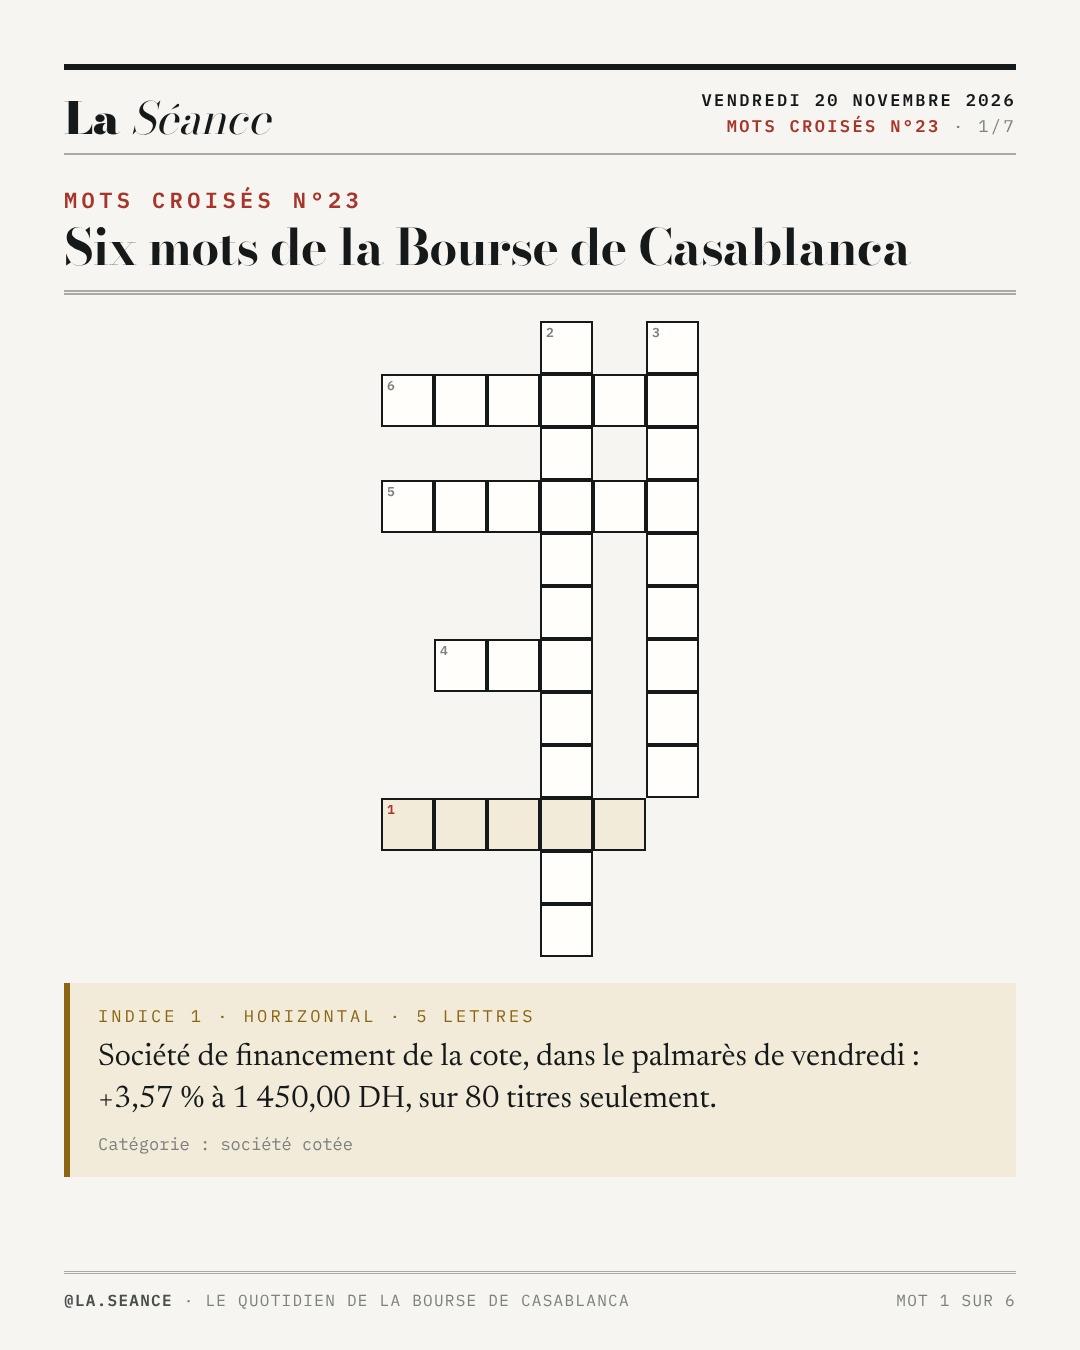 La Séance
VENDREDI 20 NOVEMBRE 2026
MOTS CROISÉS N°23 · 1/7
MOTS CROISÉS N°23
Six mots de la Bourse de Casablanca
2 3
6
5
4
1
INDICE 1 · HORIZONTAL · 5 LETTRES
Société de financement de la cote, dans le palmarès de vendredi :
+3,57 % à 1 450,00 DH, sur 80 titres seulement.
Catégorie : société cotée
@LA.SEANCE · LE QUOTIDIEN DE LA BOURSE DE CASABLANCA
MOT 1 SUR 6